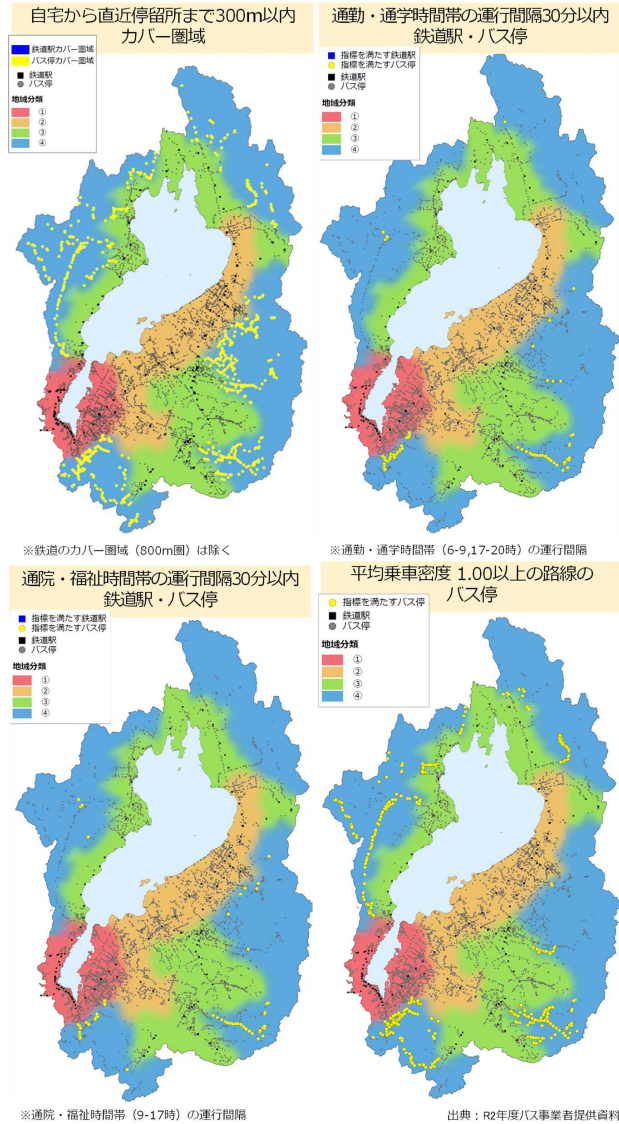 自宅から直近停留所まで300m以内
カバー圏域
鉄道駅カバー圏域
バス停カバー圏域
鉄道駅
バス停
地域分類
①
②
③
④
※鉄道のカバー圏域（800m圏）は除く
通勤・通学時間帯の運行間隔30分以内
鉄道駅・バス停
指標を満たす鉄道駅
指標を満たすバス停
鉄道駅
バス停
地域分類
①
②
③
④
※通勤・通学時間帯（6-9,17-20時）の運行間隔
通院・福祉時間帯の運行間隔30分以内
鉄道駅・バス停
指標を満たす鉄道駅
指標を満たすバス停
鉄道駅
バス停
地域分類
①
②
③
④
※通院・福祉時間帯（9-17時）の運行間隔
平均乗車密度 1.00以上の路線の
バス停
指標を満たすバス停
鉄道駅
バス停
地域分類
①
②
③
④
出典：R2年度バス事業者提供資料